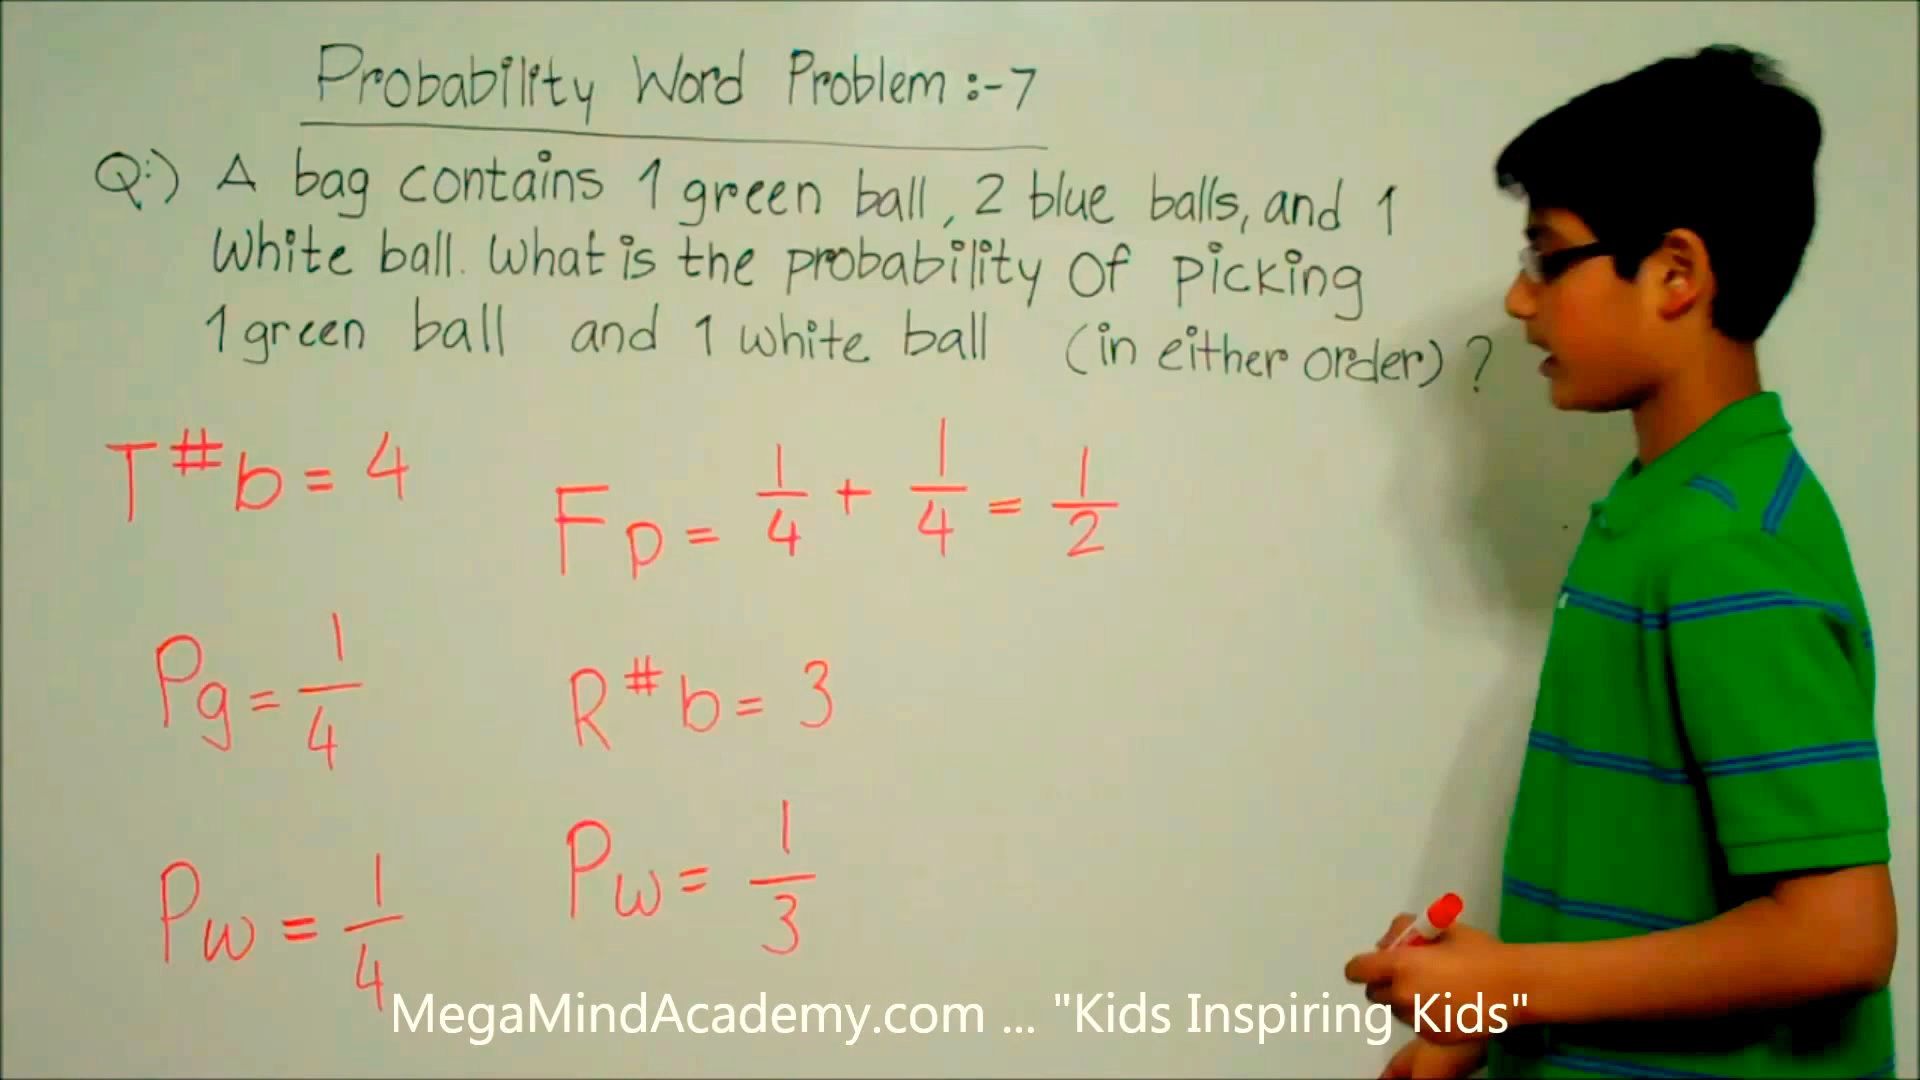 Probability Word Problem :- 7
Q:) A bag contains 1 green ball, 2 blue balls, and 1
white ball. What is the probability of picking
1 green ball and 1 white ball (in either order) ?
T#b = 4
Fp = 1/4 + 1/4 = 1/2
Pg = 1/4
R#b = 3
Pw = 1/4
Pw = 1/3
MegaMindAcademy.com ... "Kids Inspiring Kids"